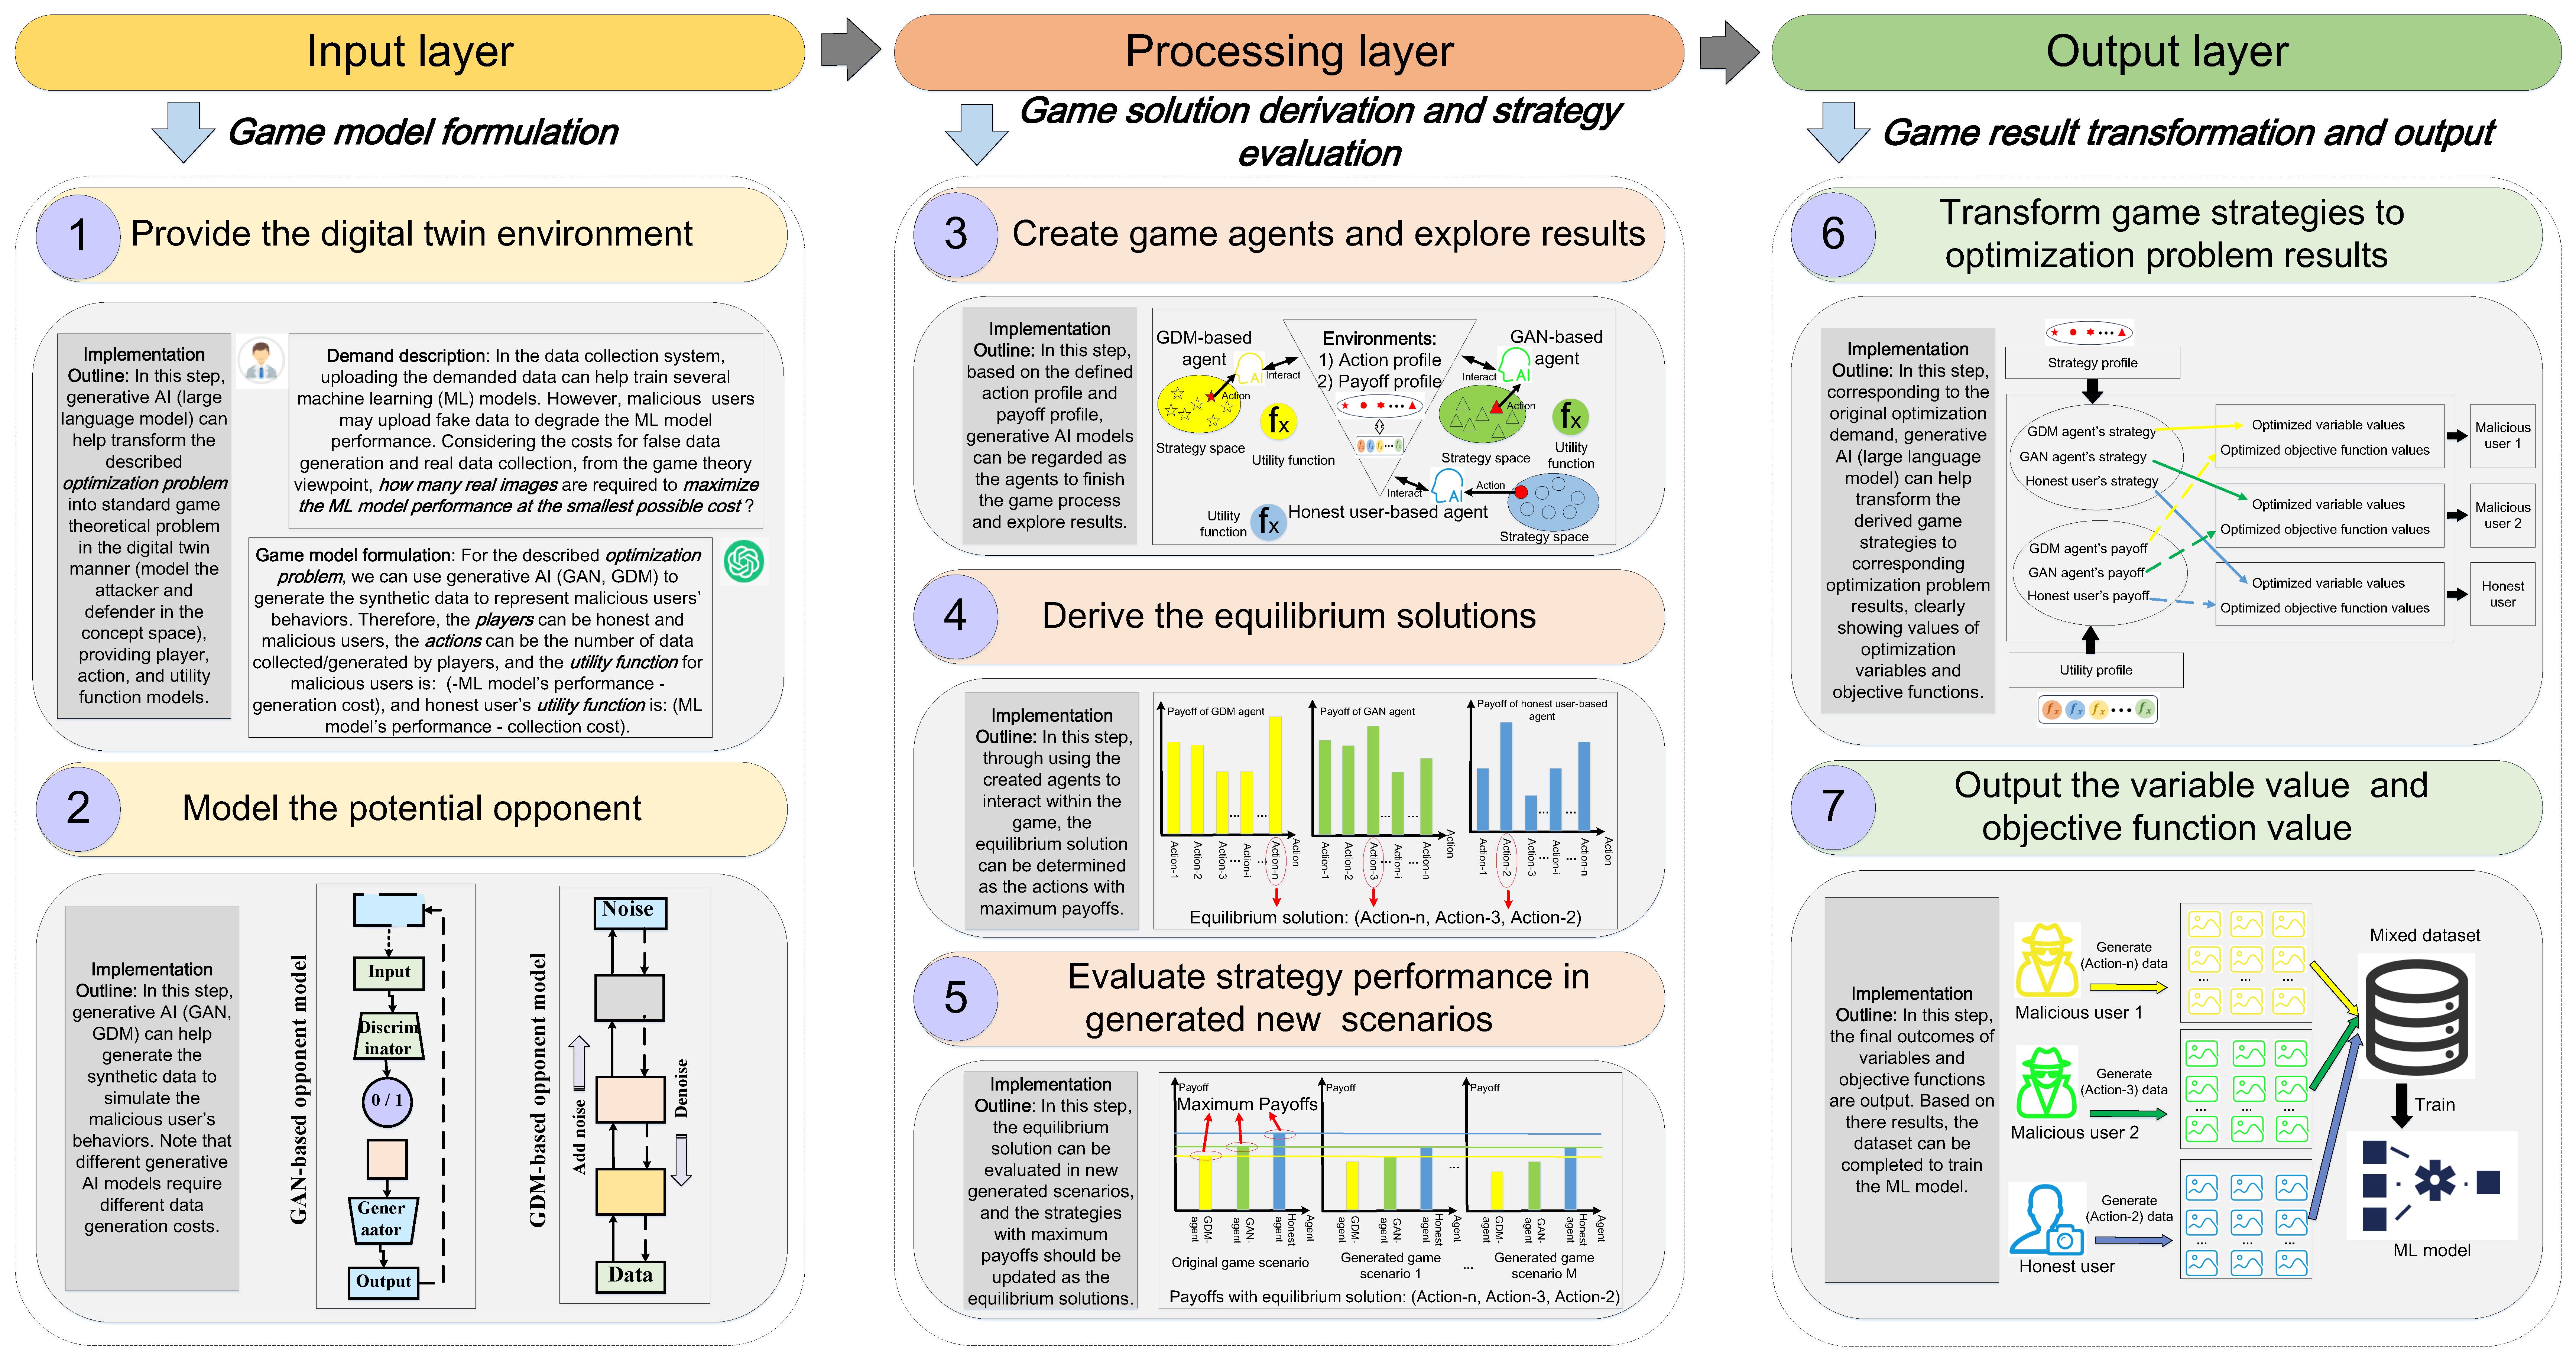 Input layer
Processing layer
Output layer
Game model formulation
Game solution derivation and strategy
evaluation
Game result transformation and output
1
Provide the digital twin environment
Implementation
Outline: In this step,
generative AI (large
language model) can
help transform the
described
optimization problem
into standard game
theoretical problem
in the digital twin
manner (model the
attacker and
defender in the
concept space),
providing player,
action, and utility
function models.
Demand description: In the data collection system,
uploading the demanded data can help train several
machine learning (ML) models. However, malicious users
may upload fake data to degrade the ML model
performance. Considering the costs for false data
generation and real data collection, from the game theory
viewpoint, how many real images are required to maximize
the ML model performance at the smallest possible cost ?
Game model formulation: For the described optimization
problem, we can use generative AI (GAN, GDM) to
generate the synthetic data to represent malicious users'
behaviors. Therefore, the players can be honest and
malicious users, the actions can be the number of data
collected/generated by players, and the utility function for
malicious users is: (-ML model's performance -
generation cost), and honest user's utility function is: (ML
model's performance - collection cost).
2
Model the potential opponent
Implementation
Outline: In this step,
generative AI (GAN,
GDM) can help
generate the
synthetic data to
simulate the
malicious user's
behaviors. Note that
different generative
AI models require
different data
generation costs.
GAN-based opponent model
Input
Discrim
inator
0 / 1
Gener
aator
Output
GDM-based opponent model
Noise
Add noise
Denoise
Data
3
Create game agents and explore results
Implementation
Outline: In this step,
based on the defined
action profile and
payoff profile,
generative AI models
can be regarded as
the agents to finish
the game process
and explore results.
GDM-based
agent
AI
Interact
Action
Strategy space
fx
Utility function
Environments:
1) Action profile
2) Payoff profile
GAN-based
agent
AI
Interact
Action
Strategy space
fx
Utility
function
Interact
AI
Action
Honest user-based agent
Utility
function
fx
Strategy space
4
Derive the equilibrium solutions
Implementation
Outline: In this step,
through using the
created agents to
interact within the
game, the
equilibrium solution
can be determined
as the actions with
maximum payoffs.
Payoff of GDM agent
... ...
Action
Action-1
Action-2
Action-3
...
Action-i
...
Action-n
Payoff of GAN agent
... ...
Action
Action-1
Action-2
Action-3
...
Action-i
...
Action-n
Payoff of honest user-based
agent
... ...
Action
Action-1
Action-2
Action-3
...
Action-i
...
Action-n
Equilibrium solution: (Action-n, Action-3, Action-2)
5
Evaluate strategy performance in
generated new scenarios
Implementation
Outline: In this step,
the equilibrium
solution can be
evaluated in new
generated scenarios,
and the strategies
with maximum
payoffs should be
updated as the
equilibrium solutions.
Payoff
Maximum Payoffs
GDM-
agent
GAN-
agent
Honest
agent
Agent
Original game scenario
Payoff
GDM-
agent
GAN-
agent
Honest
agent
Agent
Generated game
scenario 1
...
...
Payoff
GDM-
agent
GAN-
agent
Honest
agent
Agent
Generated game
scenario M
Payoffs with equilibrium solution: (Action-n, Action-3, Action-2)
6
Transform game strategies to
optimization problem results
Implementation
Outline: In this step,
corresponding to the
original optimization
demand, generative
AI (large language
model) can help
transform the
derived game
strategies to
corresponding
optimization problem
results, clearly
showing values of
optimization
variables and
objective functions.
Strategy profile
GDM agent's strategy
GAN agent's strategy
Honest user's strategy
GDM agent's payoff
GAN agent's payoff
Honest user's payoff
Utility profile
fx fx fx ... fx
Optimized variable values
Optimized objective function values
Malicious
user 1
Optimized variable values
Optimized objective function values
Malicious
user 2
Optimized variable values
Optimized objective function values
Honest
user
7
Output the variable value and
objective function value
Implementation
Outline: In this step,
the final outcomes of
variables and
objective functions
are output. Based on
there results, the
dataset can be
completed to train
the ML model.
Malicious user 1
Generate
(Action-n) data
... ... ...
Malicious user 2
Generate
(Action-3) data
... ... ...
Honest user
Generate
(Action-2) data
... ... ...
Mixed dataset
Train
ML model